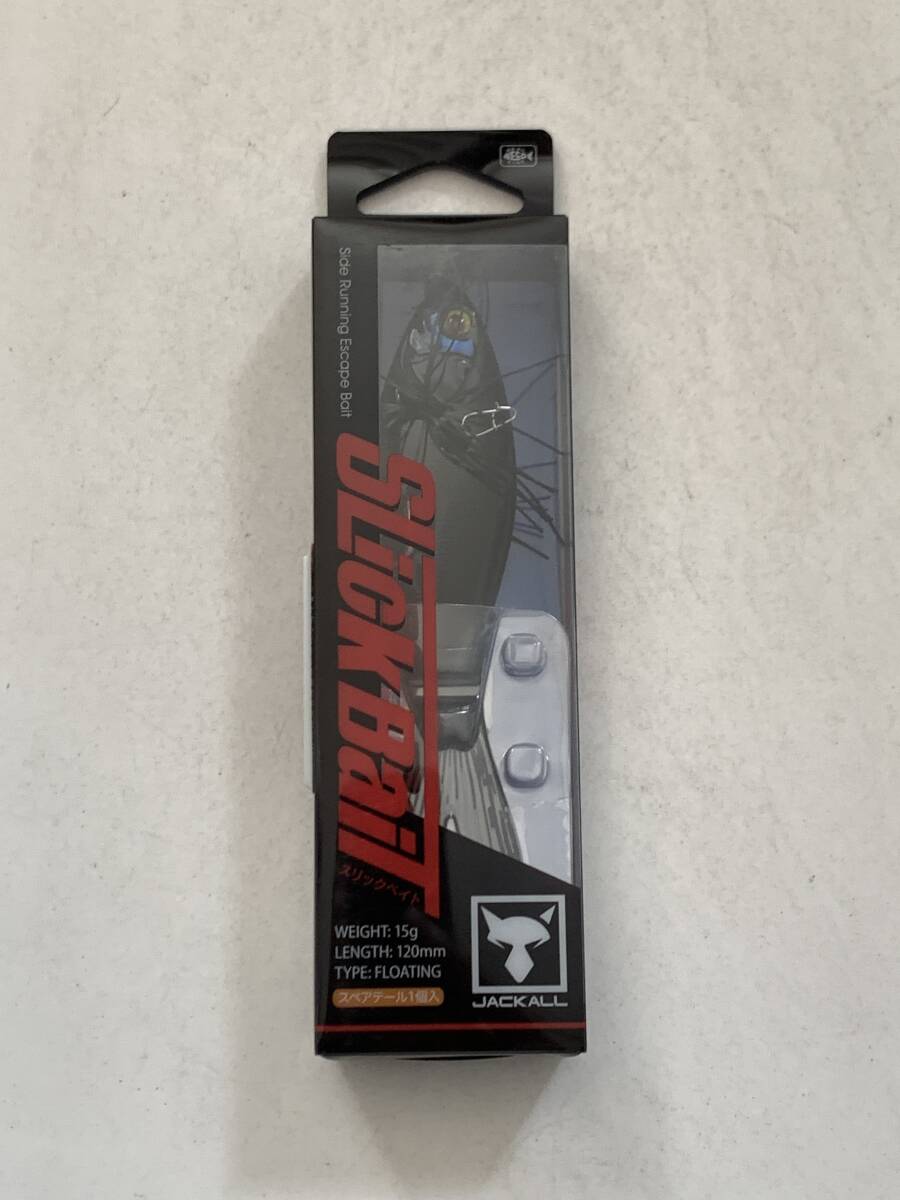 Side Running Escape Bait
SLickBaiT
スリックベイト
WEIGHT: 15g
LENGTH: 120mm
TYPE: FLOATING
スペアテール1個入
JACKALL